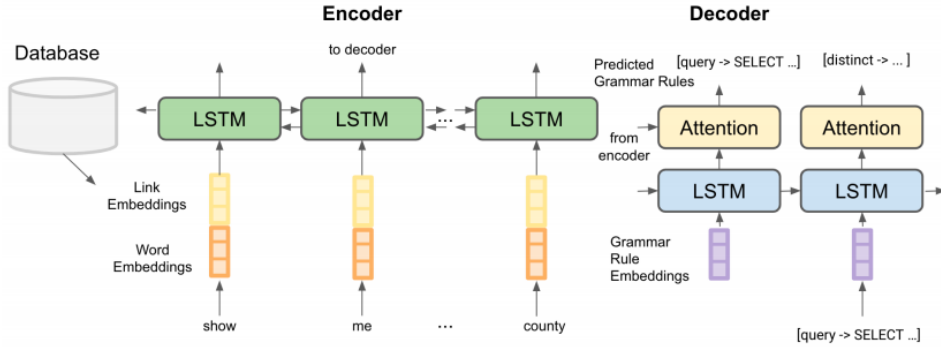 Encoder
Decoder
Database
to decoder
Predicted
Grammar Rules
[query -> SELECT ...]
[distinct -> ... ]
LSTM
LSTM
...
LSTM
Attention
Attention
from
encoder
LSTM
LSTM
Link
Embeddings
Word
Embeddings
Grammar
Rule
Embeddings
show
me
...
county
[query -> SELECT ...]